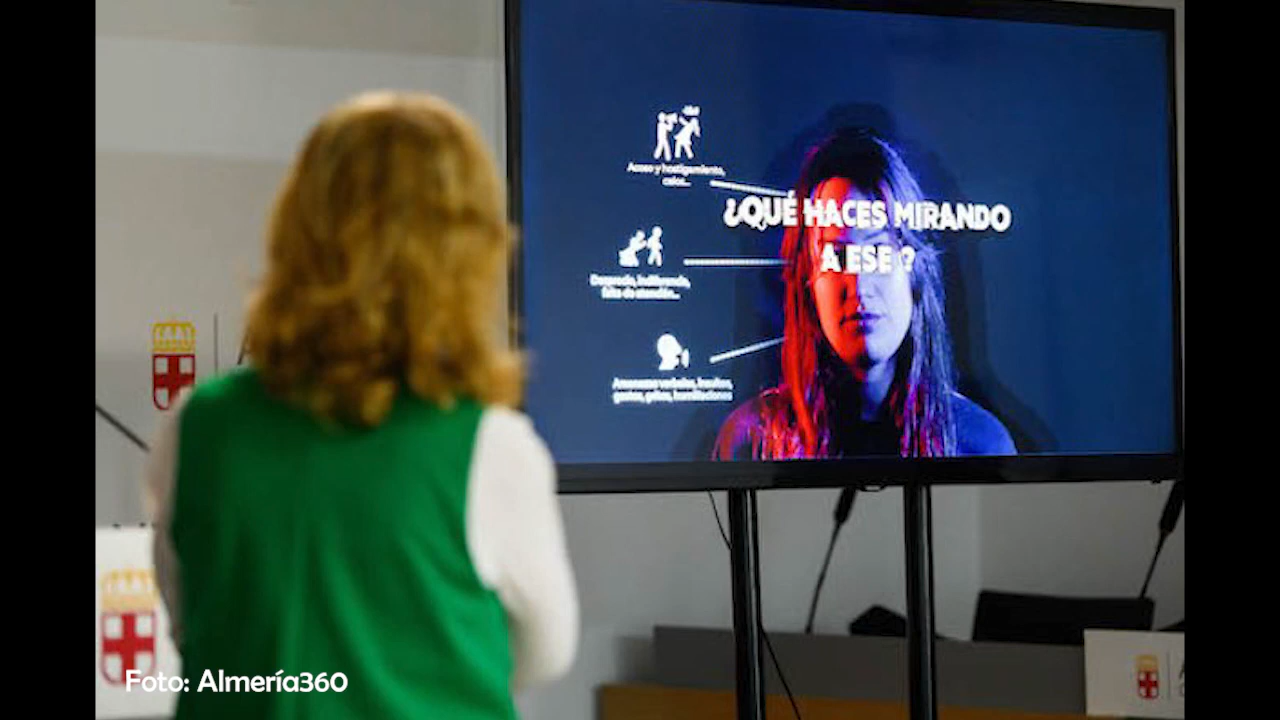 Acoso y hostigamiento,
celos...
¿QUÉ HACES MIRANDO
A ESE ?
Desprecio, indiferencia,
falta de atención...
Amenazas verbales, insultos,
gestos, gritos, humillaciones
Foto: Almería360